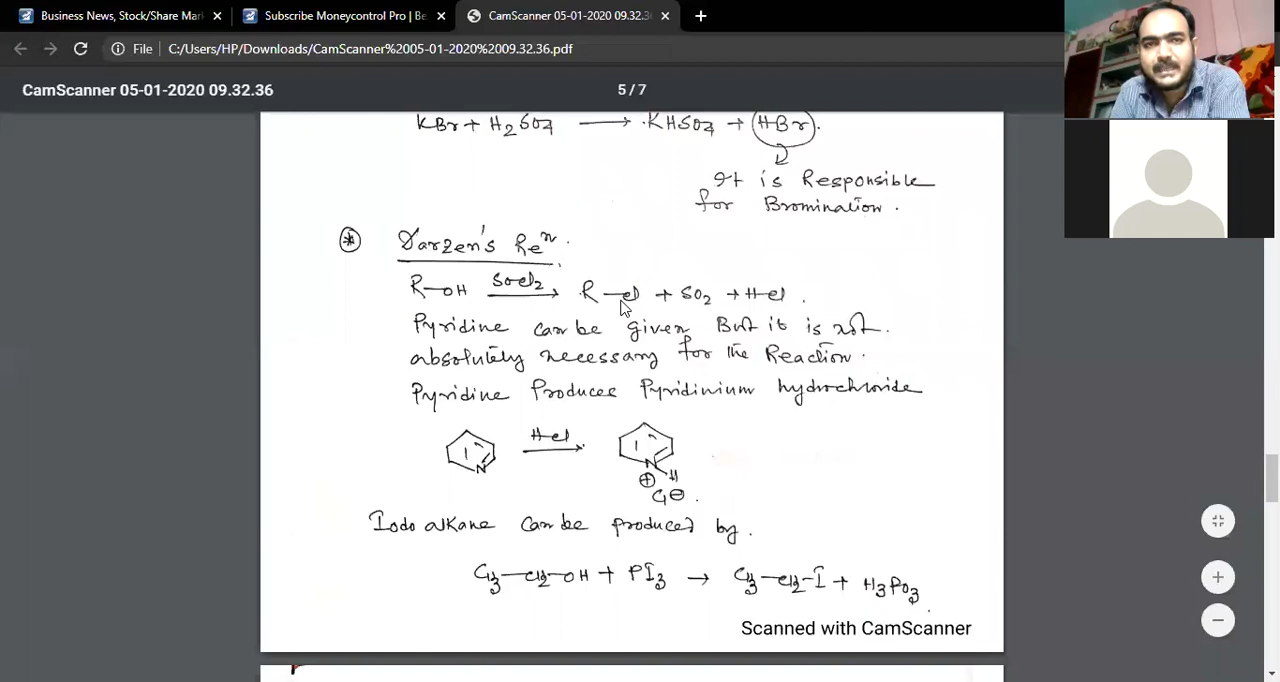 Business News, Stock/Share Mark
Subscribe Moneycontrol Pro | Be
CamScanner 05-01-2020 09.32.3
File
C:/Users/HP/Downloads/CamScanner%2005-01-2020%2009.32.36.pdf
CamScanner 05-01-2020 09.32.36
5 / 7
KBr + H2SO4 → KHSO4 + HBr.
It is Responsible
for Bromination.
* Darzen's Reⁿ.
R—OH SOCl2 → R—Cl + SO2 + HCl.
Pyridine can be given But it is not.
absolutely necessary for the Reaction.
Pyridine Produces Pyridinium hydrochloride
N HCl → N H
⊕
Cl⊖.
Iodo alkane can be produced by.
CH3—CH2—OH + PI3 → CH3—CH2—I + H3PO3.
Scanned with CamScanner